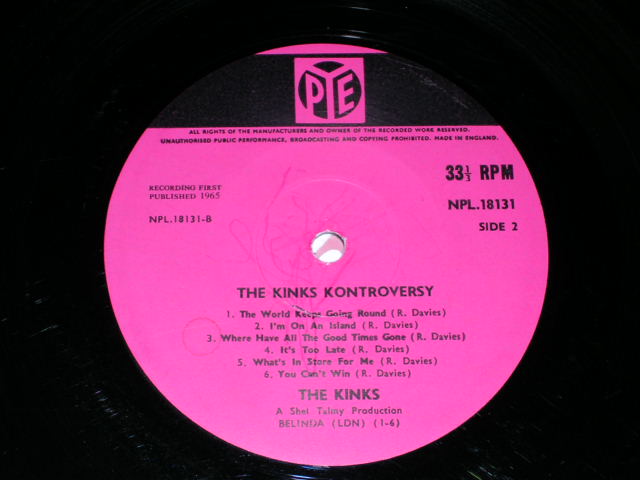 PYE
ALL RIGHTS OF THE MANUFACTURERS AND OWNER OF THE RECORDED WORK RESERVED.
UNAUTHORISED PUBLIC PERFORMANCE, BROADCASTING AND COPYING PROHIBITED. MADE IN ENGLAND.
33⅓ RPM
RECORDING FIRST
PUBLISHED 1965
NPL.18131
NPL.18131-B
SIDE 2
THE KINKS KONTROVERSY
1. The World Keeps Going Round (R. Davies)
2. I'm On An Island (R. Davies)
3. Where Have All The Good Times Gone (R. Davies)
4. It's Too Late (R. Davies)
5. What's In Store For Me (R. Davies)
6. You Can't Win (R. Davies)
THE KINKS
A Shel Talmy Production
BELINDA (LDN) (1-6)